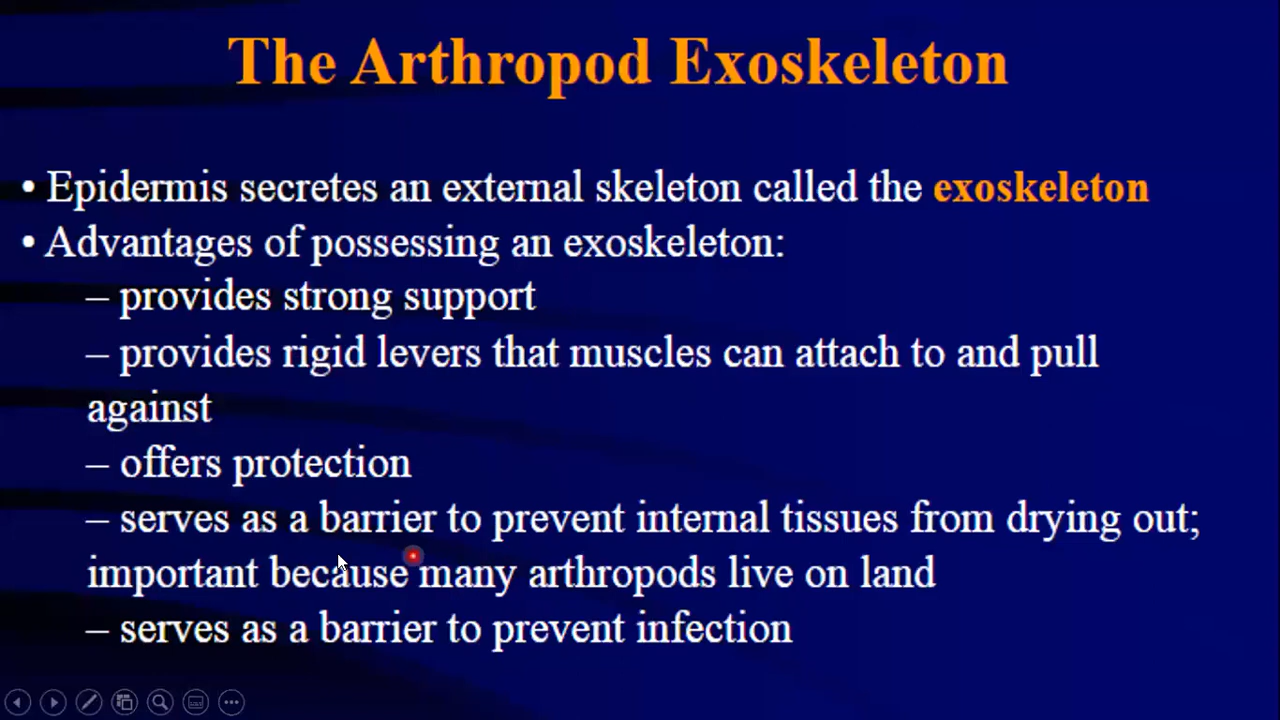 The Arthropod Exoskeleton
• Epidermis secretes an external skeleton called the exoskeleton
• Advantages of possessing an exoskeleton:
– provides strong support
– provides rigid levers that muscles can attach to and pull
against
– offers protection
– serves as a barrier to prevent internal tissues from drying out;
important because many arthropods live on land
– serves as a barrier to prevent infection